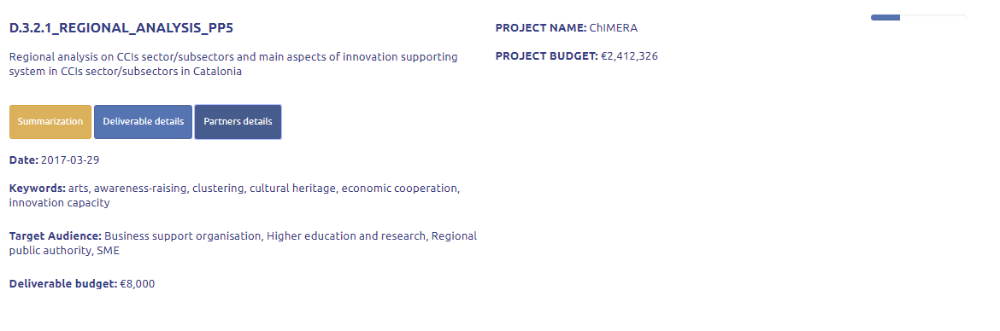 D.3.2.1_REGIONAL_ANALYSIS_PP5
Regional analysis on CCIs sector/subsectors and main aspects of innovation supporting
system in CCIs sector/subsectors in Catalonia
PROJECT NAME: ChIMERA
PROJECT BUDGET: €2,412,326
Summarization
Deliverable details
Partners details
Date: 2017-03-29
Keywords: arts, awareness-raising, clustering, cultural heritage, economic cooperation,
innovation capacity
Target Audience: Business support organisation, Higher education and research, Regional
public authority, SME
Deliverable budget: €8,000